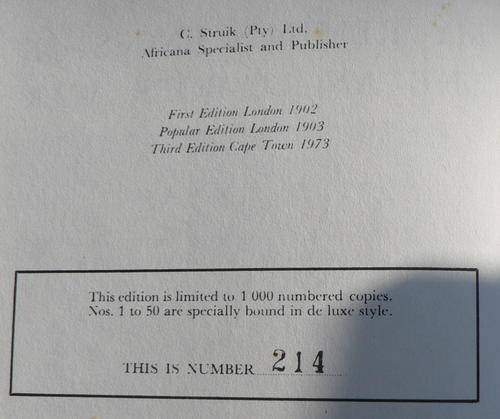 C. Struik (Pty) Ltd.
Africana Specialist and Publisher
First Edition London 1902
Popular Edition London 1903
Third Edition Cape Town 1973
This edition is limited to 1 000 numbered copies.
Nos. 1 to 50 are specially bound in de luxe style.
THIS IS NUMBER 214